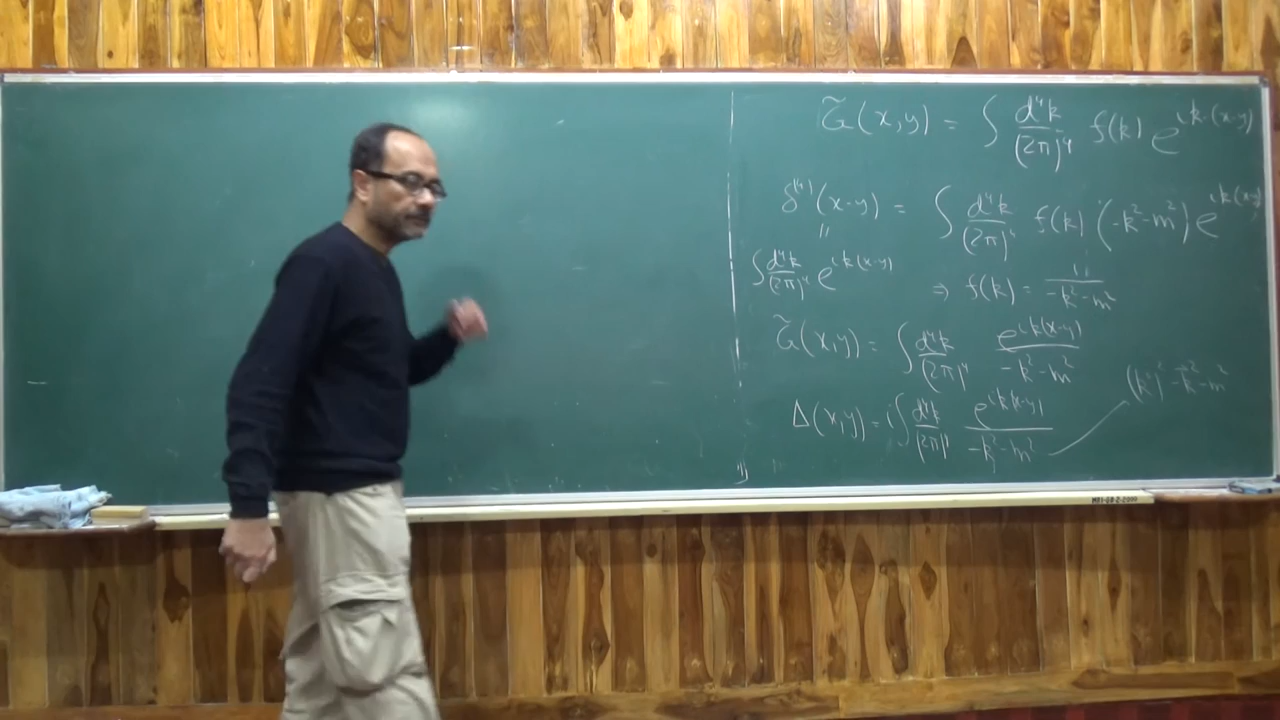 G̃(x,y) = ∫ d⁴k/(2π)⁴ f(k) e^{ik·(x-y)}
δ⁽⁴⁾(x-y) = ∫ d⁴k/(2π)⁴ f(k) (-k²-m²) e^{ik(x-y)}
"
∫ d⁴k/(2π)⁴ e^{ik(x-y)} ⇒ f(k) = 1/(-k²-m²)
G̃(x,y) = ∫ d⁴k/(2π)⁴ e^{ik(x-y)}/(-k²-m²)
Δ(x,y) = i∫ d⁴k/(2π)⁴ e^{ik(x-y)}/(-k²-m²) (k⁰)²-k⃗²-m²